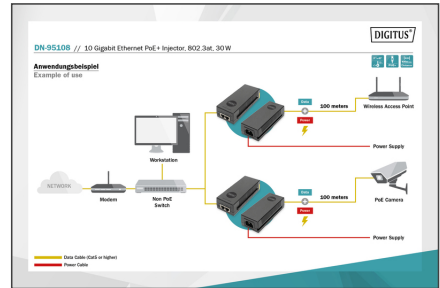 DIGITUS®
DN-95108 // 10 Gigabit Ethernet PoE+ Injector, 802.3at, 30 W
Anwendungsbeispiel
Example of use
Data
100 meters
Power
Wireless Access Point
Power Supply
Workstation
NETWORK
Modem
Non PoE
Switch
Data
100 meters
Power
PoE Camera
Power Supply
Data Cable (Cat5 or higher)
Power Cable